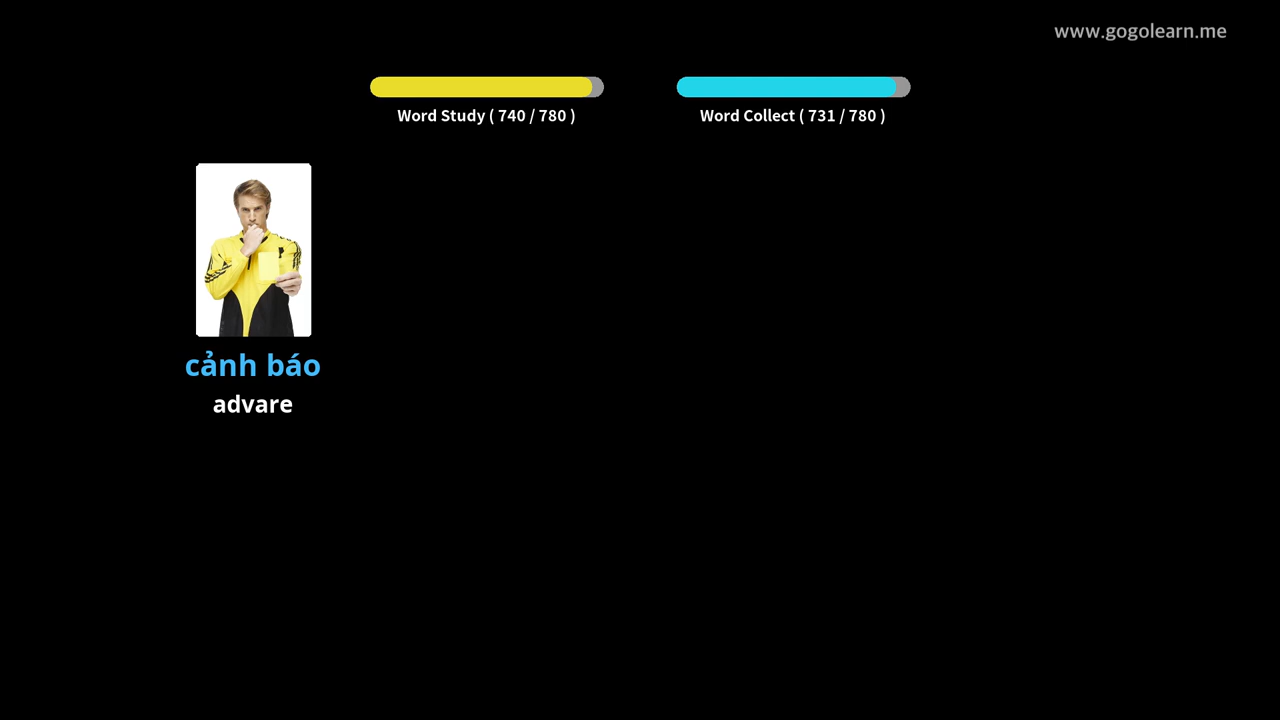 www.gogolearn.me
Word Study ( 740 / 780 )
Word Collect ( 731 / 780 )
cảnh báo
advare